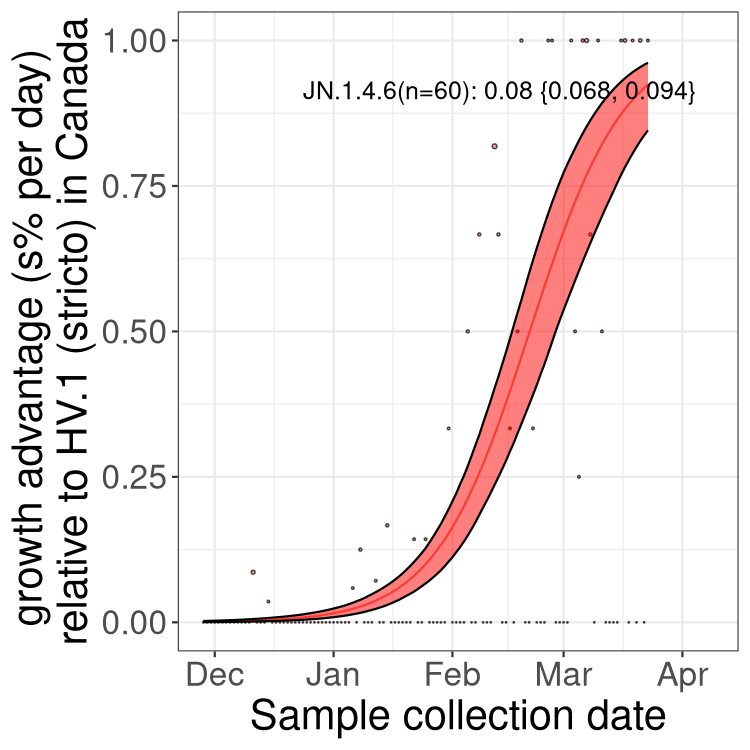 growth advantage (s% per day)
relative to HV.1 (stricto) in Canada
1.00
0.75
0.50
0.25
0.00
JN.1.4.6(n=60): 0.08 {0.068, 0.094}
Dec Jan Feb Mar Apr
Sample collection date